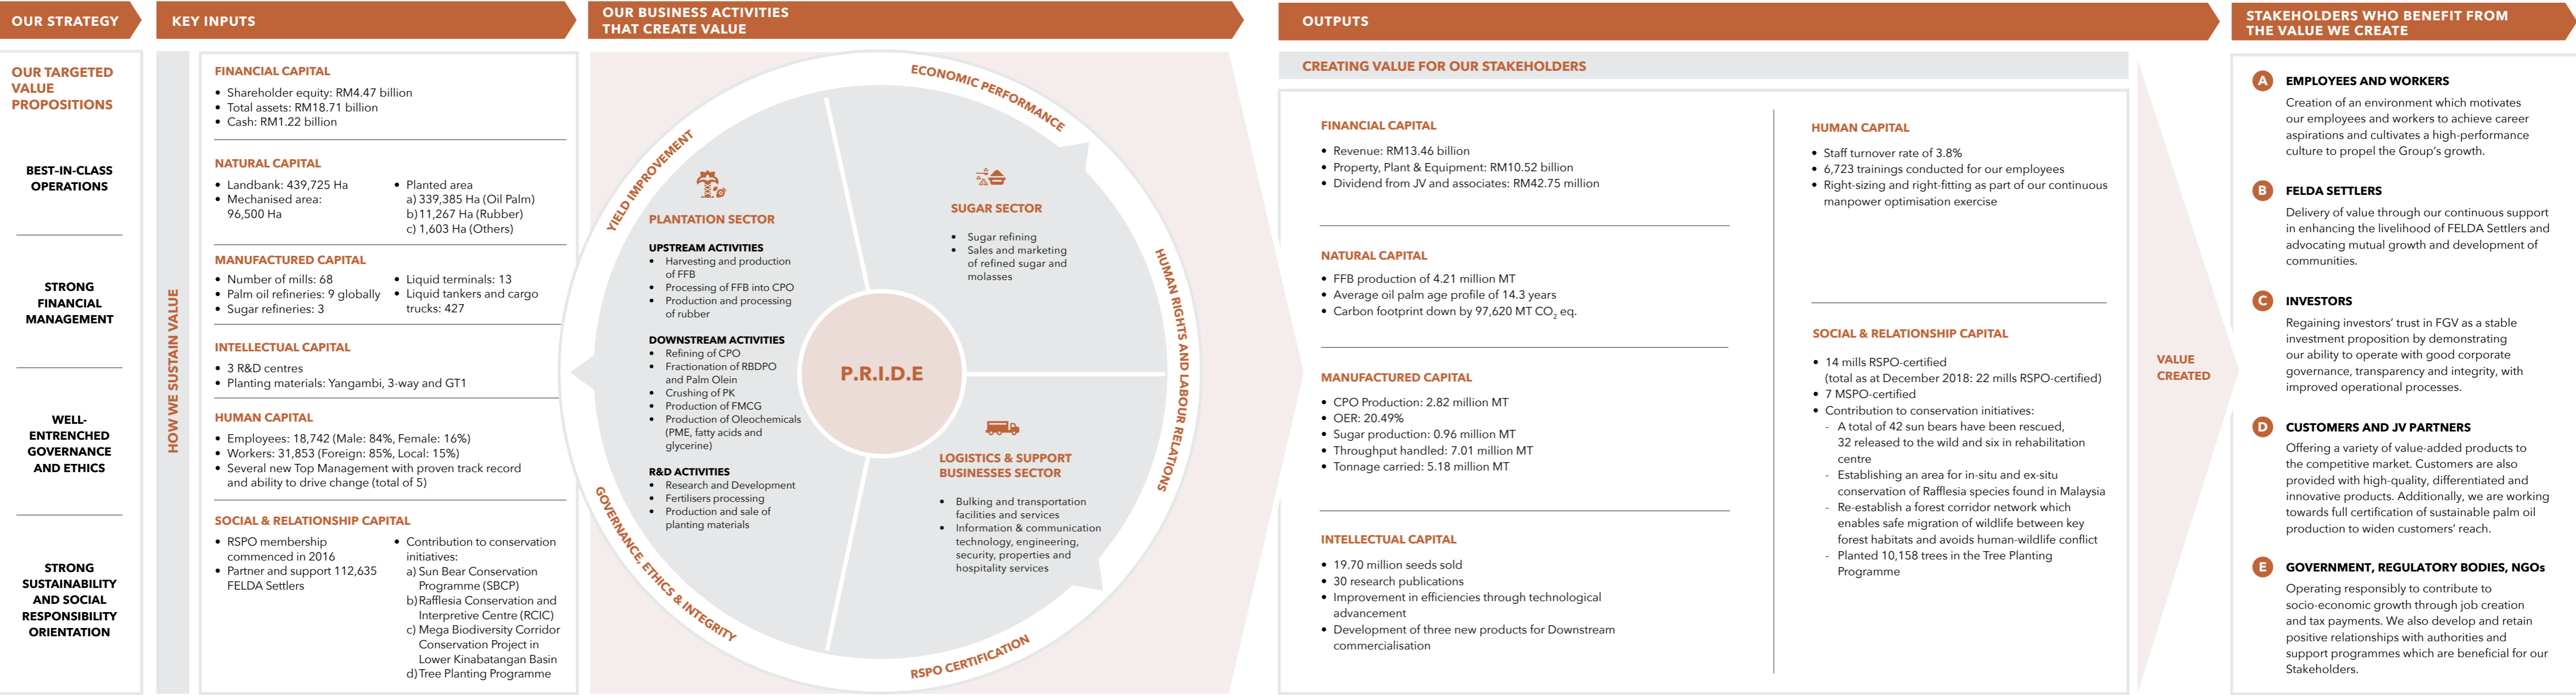 OUR STRATEGY
OUR TARGETED
VALUE
PROPOSITIONS
BEST-IN-CLASS
OPERATIONS
STRONG
FINANCIAL
MANAGEMENT
WELL-
ENTRENCHED
GOVERNANCE
AND ETHICS
STRONG
SUSTAINABILITY
AND SOCIAL
RESPONSIBILITY
ORIENTATION
KEY INPUTS
HOW WE SUSTAIN VALUE
FINANCIAL CAPITAL
• Shareholder equity: RM4.47 billion
• Total assets: RM18.71 billion
• Cash: RM1.22 billion
NATURAL CAPITAL
• Landbank: 439,725 Ha
• Mechanised area:
96,500 Ha
• Planted area
a) 339,385 Ha (Oil Palm)
b) 11,267 Ha (Rubber)
c) 1,603 Ha (Others)
MANUFACTURED CAPITAL
• Number of mills: 68
• Palm oil refineries: 9 globally
• Sugar refineries: 3
• Liquid terminals: 13
• Liquid tankers and cargo
trucks: 427
INTELLECTUAL CAPITAL
• 3 R&D centres
• Planting materials: Yangambi, 3-way and GT1
HUMAN CAPITAL
• Employees: 18,742 (Male: 84%, Female: 16%)
• Workers: 31,853 (Foreign: 85%, Local: 15%)
• Several new Top Management with proven track record
and ability to drive change (total of 5)
SOCIAL & RELATIONSHIP CAPITAL
• RSPO membership
commenced in 2016
• Partner and support 112,635
FELDA Settlers
• Contribution to conservation
initiatives:
a) Sun Bear Conservation
Programme (SBCP)
b) Rafflesia Conservation and
Interpretive Centre (RCIC)
c) Mega Biodiversity Corridor
Conservation Project in
Lower Kinabatangan Basin
d) Tree Planting Programme
OUR BUSINESS ACTIVITIES
THAT CREATE VALUE
YIELD IMPROVEMENT
ECONOMIC PERFORMANCE
HUMAN RIGHTS AND LABOUR RELATIONS
RSPO CERTIFICATION
GOVERNANCE, ETHICS & INTEGRITY
PLANTATION SECTOR
UPSTREAM ACTIVITIES
• Harvesting and production
of FFB
• Processing of FFB into CPO
• Production and processing
of rubber
DOWNSTREAM ACTIVITIES
• Refining of CPO
• Fractionation of RBDPO
and Palm Olein
• Crushing of PK
• Production of FMCG
• Production of Oleochemicals
(PME, fatty acids and
glycerine)
R&D ACTIVITIES
• Research and Development
• Fertilisers processing
• Production and sale of
planting materials
P.R.I.D.E
SUGAR SECTOR
• Sugar refining
• Sales and marketing
of refined sugar and
molasses
LOGISTICS & SUPPORT
BUSINESSES SECTOR
• Bulking and transportation
facilities and services
• Information & communication
technology, engineering,
security, properties and
hospitality services
OUTPUTS
CREATING VALUE FOR OUR STAKEHOLDERS
FINANCIAL CAPITAL
• Revenue: RM13.46 billion
• Property, Plant & Equipment: RM10.52 billion
• Dividend from JV and associates: RM42.75 million
NATURAL CAPITAL
• FFB production of 4.21 million MT
• Average oil palm age profile of 14.3 years
• Carbon footprint down by 97,620 MT CO2 eq.
MANUFACTURED CAPITAL
• CPO Production: 2.82 million MT
• OER: 20.49%
• Sugar production: 0.96 million MT
• Throughput handled: 7.01 million MT
• Tonnage carried: 5.18 million MT
INTELLECTUAL CAPITAL
• 19.70 million seeds sold
• 30 research publications
• Improvement in efficiencies through technological
advancement
• Development of three new products for Downstream
commercialisation
HUMAN CAPITAL
• Staff turnover rate of 3.8%
• 6,723 trainings conducted for our employees
• Right-sizing and right-fitting as part of our continuous
manpower optimisation exercise
SOCIAL & RELATIONSHIP CAPITAL
• 14 mills RSPO-certified
(total as at December 2018: 22 mills RSPO-certified)
• 7 MSPO-certified
• Contribution to conservation initiatives:
- A total of 42 sun bears have been rescued,
32 released to the wild and six in rehabilitation
centre
- Establishing an area for in-situ and ex-situ
conservation of Rafflesia species found in Malaysia
- Re-establish a forest corridor network which
enables safe migration of wildlife between key
forest habitats and avoids human-wildlife conflict
- Planted 10,158 trees in the Tree Planting
Programme
VALUE
CREATED
STAKEHOLDERS WHO BENEFIT FROM
THE VALUE WE CREATE
A EMPLOYEES AND WORKERS
Creation of an environment which motivates
our employees and workers to achieve career
aspirations and cultivates a high-performance
culture to propel the Group's growth.
B FELDA SETTLERS
Delivery of value through our continuous support
in enhancing the livelihood of FELDA Settlers and
advocating mutual growth and development of
communities.
C INVESTORS
Regaining investors' trust in FGV as a stable
investment proposition by demonstrating
our ability to operate with good corporate
governance, transparency and integrity, with
improved operational processes.
D CUSTOMERS AND JV PARTNERS
Offering a variety of value-added products to
the competitive market. Customers are also
provided with high-quality, differentiated and
innovative products. Additionally, we are working
towards full certification of sustainable palm oil
production to widen customers' reach.
E GOVERNMENT, REGULATORY BODIES, NGOs
Operating responsibly to contribute to
socio-economic growth through job creation
and tax payments. We also develop and retain
positive relationships with authorities and
support programmes which are beneficial for our
Stakeholders.